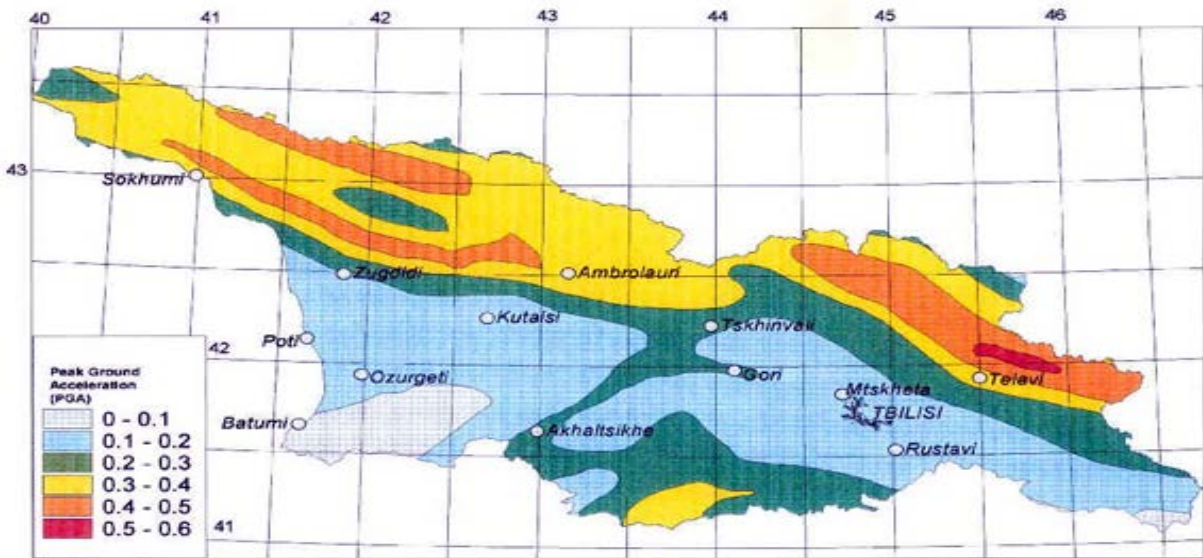 40 41 42 43 44 45 46
43
Sokhumi
Zugdidi
Ambrolauri
Kutaisi
Tskhinvali
Poti
42
Ozurgeti
Gori
Telavi
Mtskheta
TBILISI
Batumi
Akhaltsikhe
Rustavi
41
Peak Ground
Acceleration
(PGA)
0 - 0.1
0.1 - 0.2
0.2 - 0.3
0.3 - 0.4
0.4 - 0.5
0.5 - 0.6